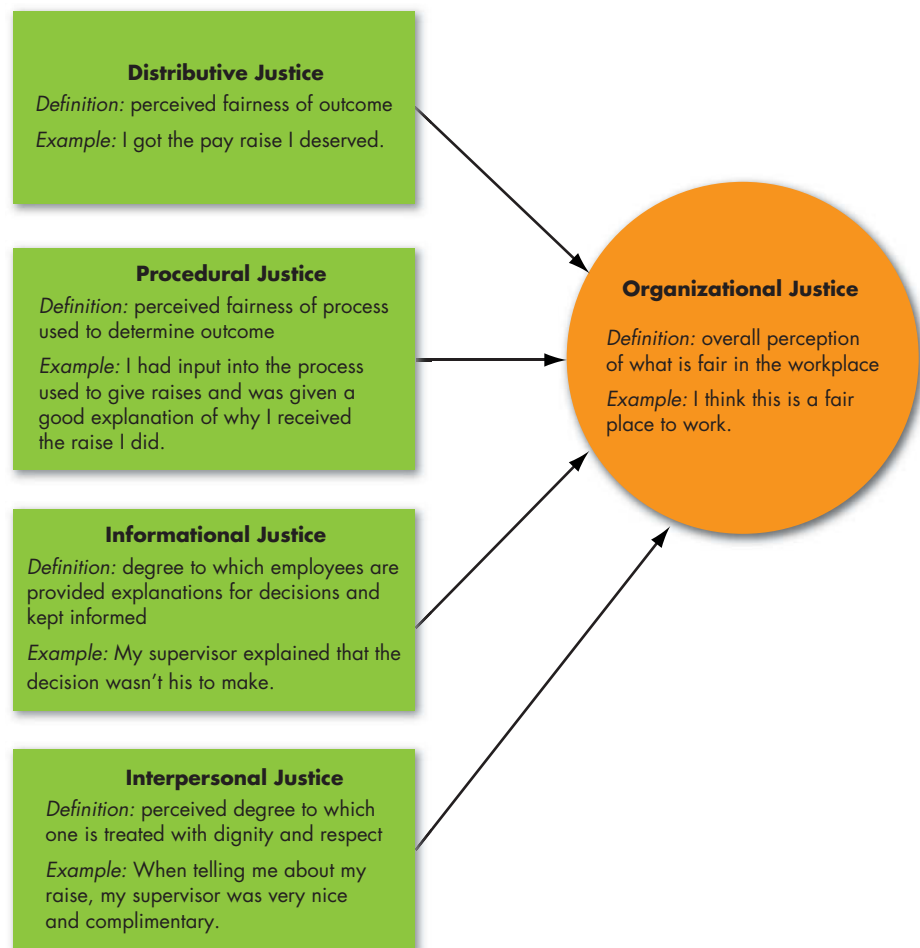 Distributive Justice
Definition: perceived fairness of outcome
Example: I got the pay raise I deserved.
Procedural Justice
Definition: perceived fairness of process
used to determine outcome
Example: I had input into the process
used to give raises and was given a
good explanation of why I received
the raise I did.
Informational Justice
Definition: degree to which employees are
provided explanations for decisions and
kept informed
Example: My supervisor explained that the
decision wasn't his to make.
Interpersonal Justice
Definition: perceived degree to which
one is treated with dignity and respect
Example: When telling me about my
raise, my supervisor was very nice
and complimentary.
Organizational Justice
Definition: overall perception
of what is fair in the workplace
Example: I think this is a fair
place to work.